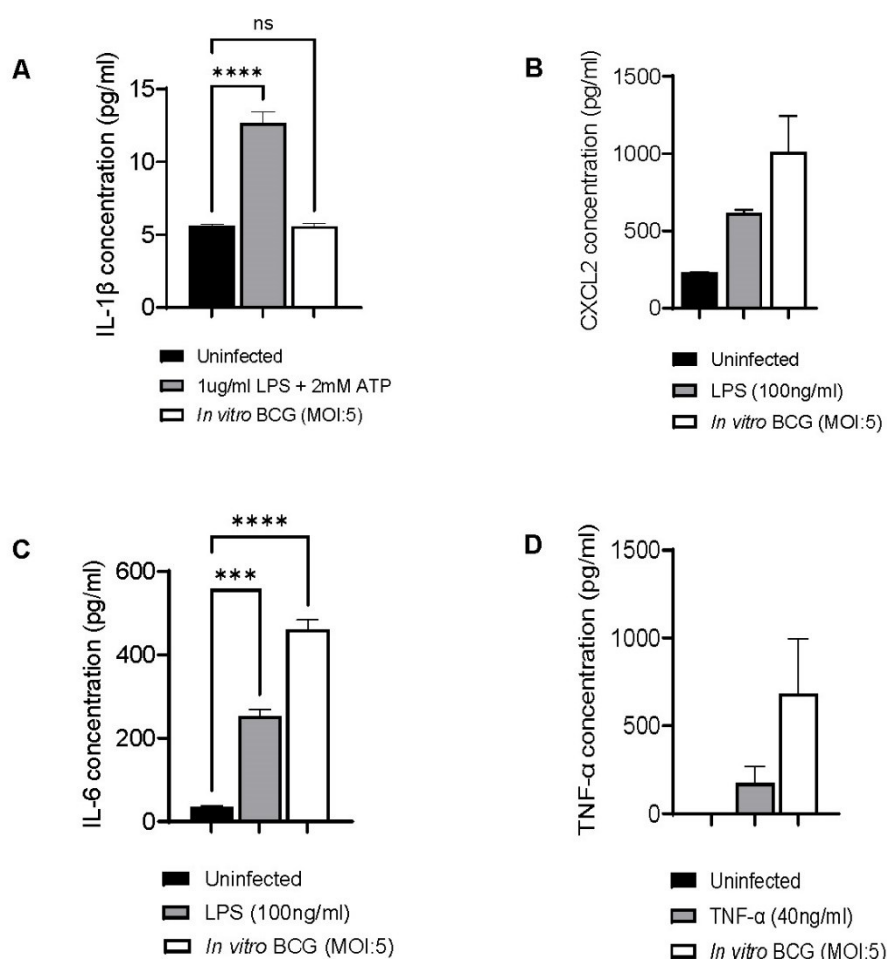 A
ns
****
IL-1β concentration (pg/ml)
15
10
5
0
Uninfected
1ug/ml LPS + 2mM ATP
In vitro BCG (MOI:5)
B
CXCL2 concentration (pg/ml)
1500
1000
500
0
Uninfected
LPS (100ng/ml)
In vitro BCG (MOI:5)
C
****
***
IL-6 concentration (pg/ml)
600
400
200
0
Uninfected
LPS (100ng/ml)
In vitro BCG (MOI:5)
D
TNF-α concentration (pg/ml)
1500
1000
500
0
Uninfected
TNF-α (40ng/ml)
In vitro BCG (MOI:5)